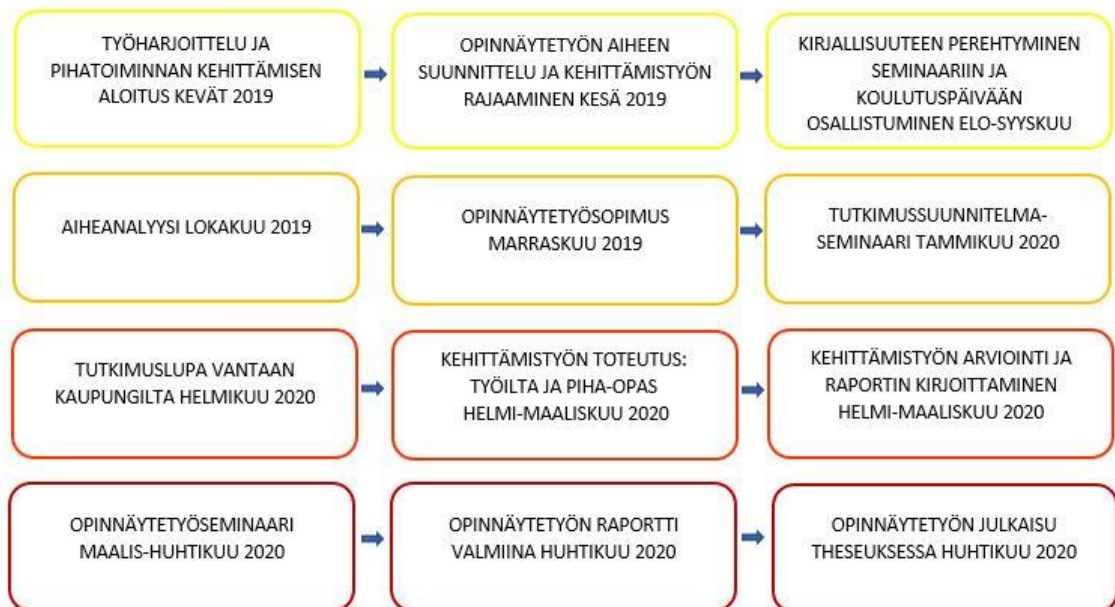 TYÖHARJOITTELU JA
PIHATOIMINNAN KEHITTÄMISEN
ALOITUS KEVÄT 2019
OPINNÄYTETYÖN AIHEEN
SUUNNITTELU JA KEHITTÄMISTYÖN
RAJAAMINEN KESÄ 2019
KIRJALLISUUTEEN PEREHTYMINEN
SEMINAARIIN JA
KOULUTUSPÄIVÄÄN
OSALLISTUMINEN ELO-SYYSKUU
AIHEANALYYSI LOKAKUU 2019
OPINNÄYTETYÖSOPIMUS
MARRASKUU 2019
TUTKIMUSSUUNNITELMA-
SEMINAARI TAMMIKUU 2020
TUTKIMUSLUPA VANTAAN
KAUPUNGILTA HELMIKUU 2020
KEHITTÄMISTYÖN TOTEUTUS:
TYÖILTA JA PIHA-OPAS
HELMI-MAALISKUU 2020
KEHITTÄMISTYÖN ARVIOINTI JA
RAPORTIN KIRJOITTAMINEN
HELMI-MAALISKUU 2020
OPINNÄYTETYÖSEMINAARI
MAALIS-HUHTIKUU 2020
OPINNÄYTETYÖN RAPORTTI
VALMIINA HUHTIKUU 2020
OPINNÄYTETYÖN JULKAISU
THESEUKSESSA HUHTIKUU 2020